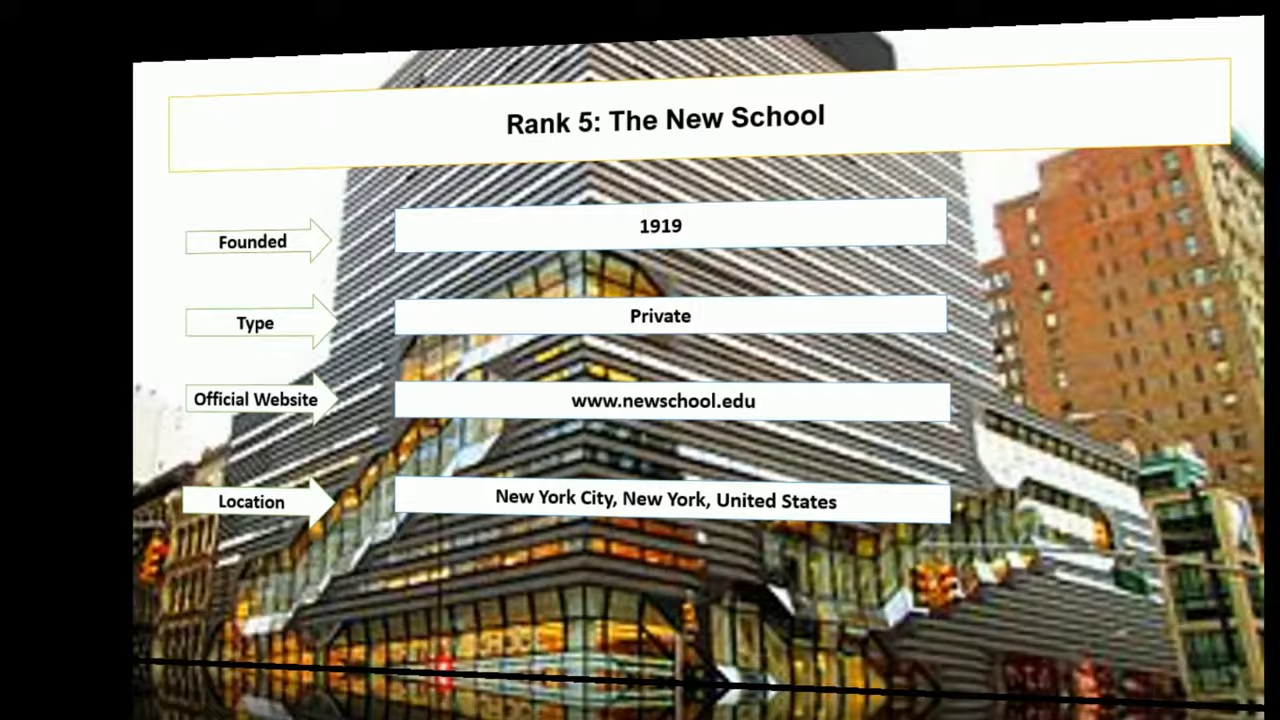 Rank 5: The New School
Founded
1919
Type
Private
Official Website
www.newschool.edu
Location
New York City, New York, United States